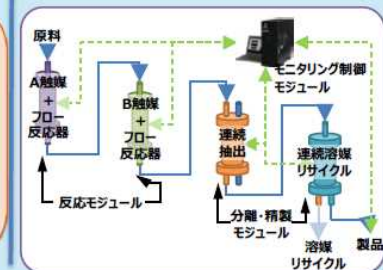 原料
A触媒
+
フロー
反応器
B触媒
+
フロー
反応器
モニタリング制御
モジュール
連続
抽出
連続溶媒
リサイクル
反応モジュール
分離・精製
モジュール
溶媒
リサイクル
製品